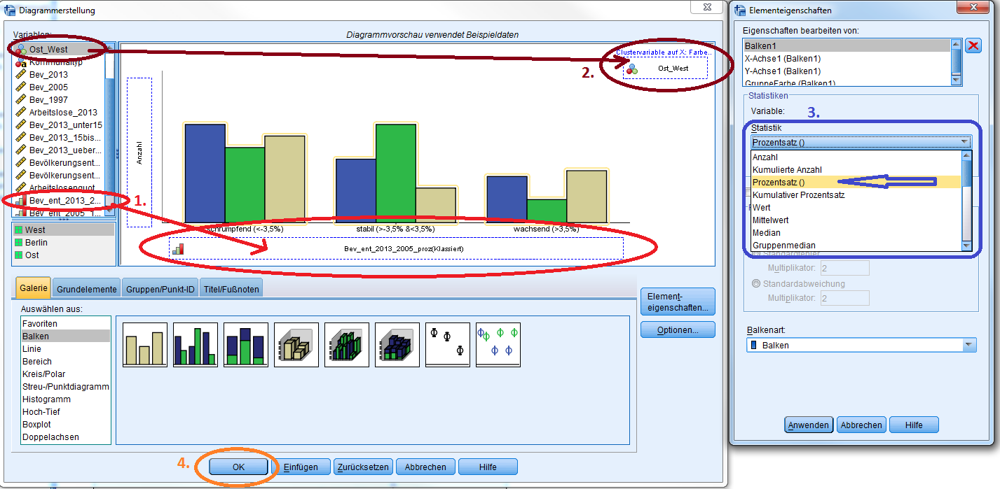 Diagrammerstellung
Variablen:
Ost_West
Kommunaltyp
Bev_2013
Bev_2005
Bev_1997
Arbeitslose_2013
Bev_2013_unter15
Bev_2013_15bis...
Bev_2013_ueber...
Bevölkerungsent...
Bevölkerungsent...
Arbeitslosenquot
Bev_ent_2013_2...
Bev_ent_2005_1...
West
Berlin
Ost
Diagrammvorschau verwendet Beispieldaten
Clustervariable auf X: Farbe..
Ost_West
2.
1.
Anzahl
schrumpfend (<-3,5%)
stabil (>-3,5% &<3,5%)
wachsend (>3,5%)
Bev_ent_2013_2005_proz(Klassiert)
Galerie
Grundelemente
Gruppen/Punkt-ID
Titel/Fußnoten
Auswählen aus:
Favoriten
Balken
Linie
Bereich
Kreis/Polar
Streu-/Punktdiagramm
Histogramm
Hoch-Tief
Boxplot
Doppelachsen
Element-
eigenschaften...
Optionen...
4.
OK
Einfügen
Zurücksetzen
Abbrechen
Hilfe
Elementeigenschaften
Eigenschaften bearbeiten von:
Balken1
X-Achse1 (Balken1)
Y-Achse1 (Balken1)
GruppeFarbe (Balken1)
Statistiken
Variable:
3.
Statistik
Prozentsatz ()
Anzahl
Kumulierte Anzahl
Prozentsatz ()
Kumulativer Prozentsatz
Wert
Mittelwert
Median
Gruppenmedian
Standardfehler
Multiplikator: 2
Standardabweichung
Multiplikator: 2
Balkenart:
Balken
Anwenden
Abbrechen
Hilfe